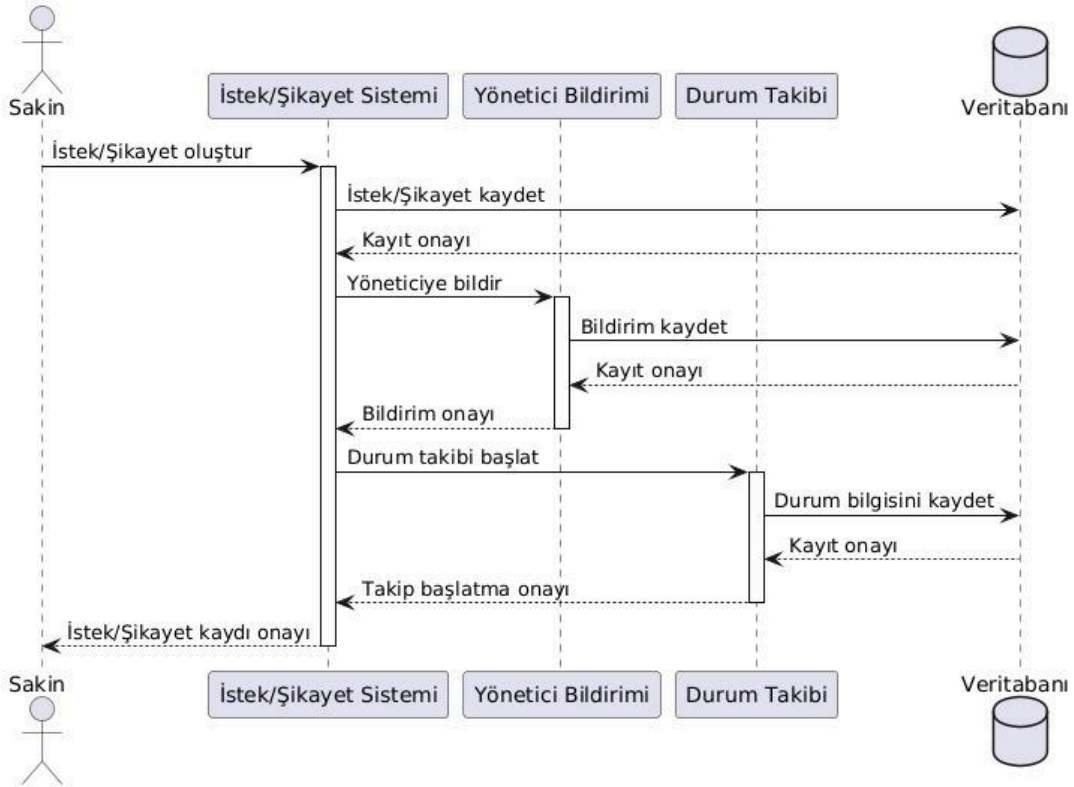 Sakin
İstek/Şikayet Sistemi
Yönetici Bildirimi
Durum Takibi
Veritabanı
İstek/Şikayet oluştur
İstek/Şikayet kaydet
Kayıt onayı
Yöneticiye bildir
Bildirim kaydet
Kayıt onayı
Bildirim onayı
Durum takibi başlat
Durum bilgisini kaydet
Kayıt onayı
Takip başlatma onayı
İstek/Şikayet kaydı onayı
Sakin
İstek/Şikayet Sistemi
Yönetici Bildirimi
Durum Takibi
Veritabanı